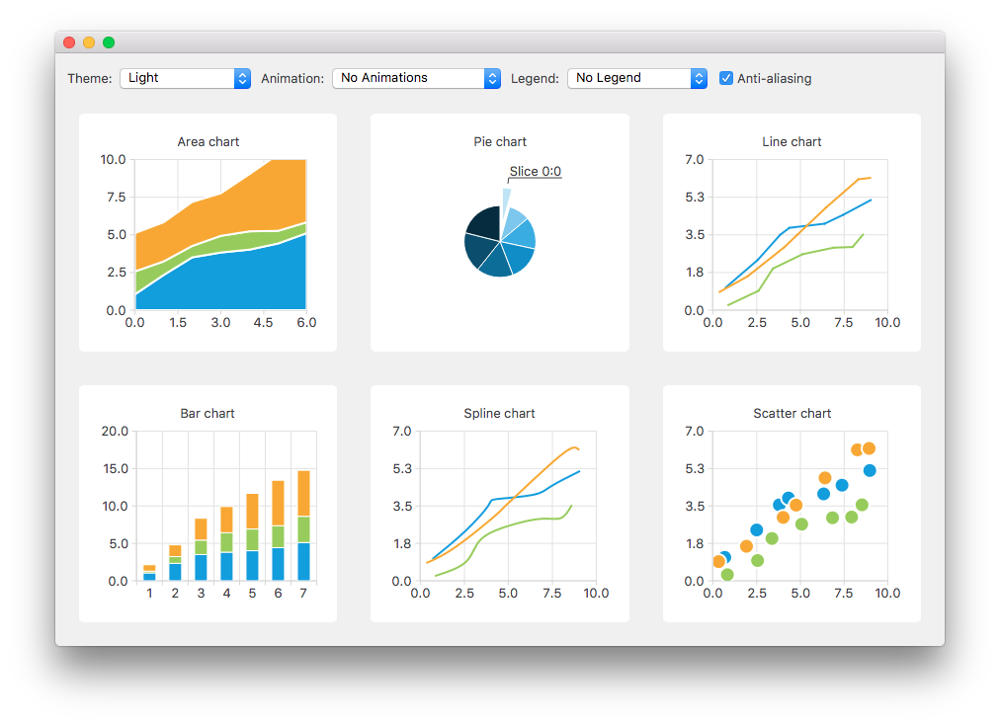 Theme: Light Animation: No Animations Legend: No Legend Anti-aliasing
Area chart
10.0
7.5
5.0
2.5
0.0
0.0 1.5 3.0 4.5 6.0
Pie chart
Slice 0:0
Line chart
7.0
5.3
3.5
1.8
0.0
0.0 2.5 5.0 7.5 10.0
Bar chart
20.0
15.0
10.0
5.0
0.0
1 2 3 4 5 6 7
Spline chart
7.0
5.3
3.5
1.8
0.0
0.0 2.5 5.0 7.5 10.0
Scatter chart
7.0
5.3
3.5
1.8
0.0
0.0 2.5 5.0 7.5 10.0